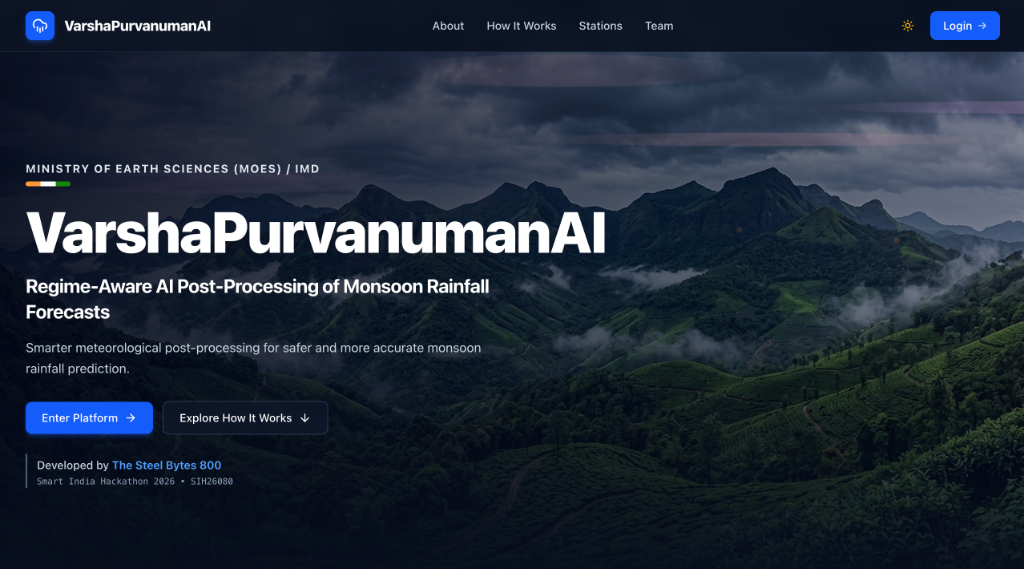 VarshaPurvanumanAI
About
How It Works
Stations
Team
Login →
MINISTRY OF EARTH SCIENCES (MOES) / IMD
VarshaPurvanumanAI
Regime-Aware AI Post-Processing of Monsoon Rainfall
Forecasts
Smarter meteorological post-processing for safer and more accurate monsoon
rainfall prediction.
Enter Platform →
Explore How It Works ↓
Developed by The Steel Bytes 800
Smart India Hackathon 2026 • SIH26080